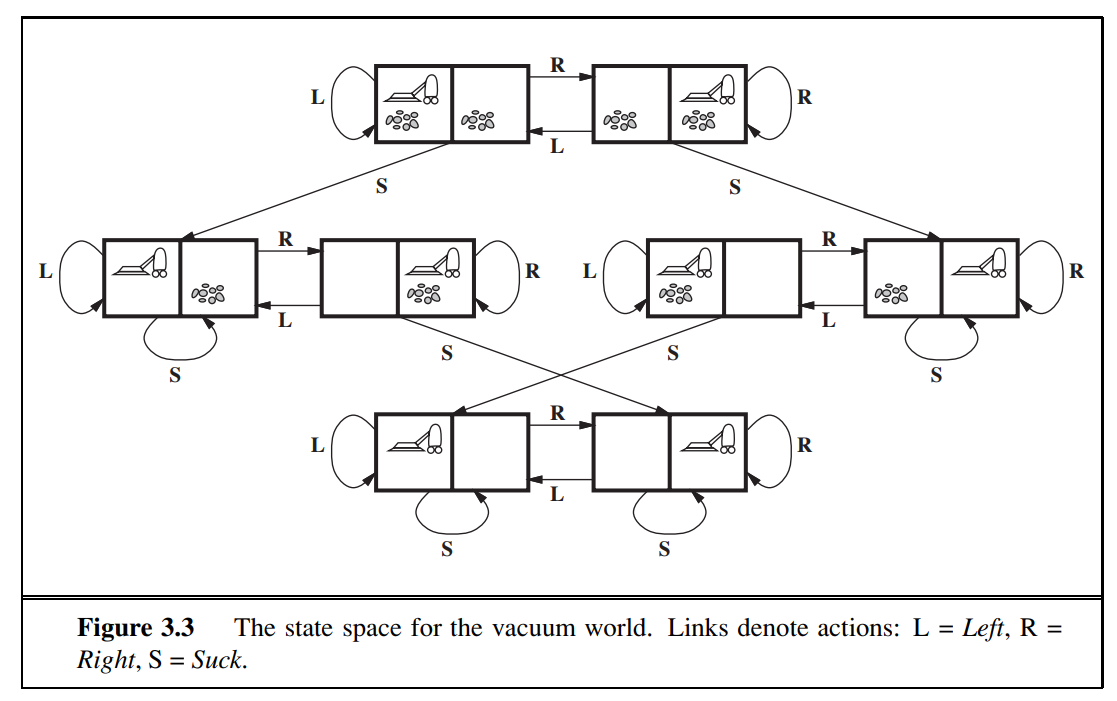 R
L
R
L
S
S
R
R
L
R
L
R
L
L
S
S
S
S
R
L
R
L
S
S
Figure 3.3 The state space for the vacuum world. Links denote actions: L = Left, R =
Right, S = Suck.